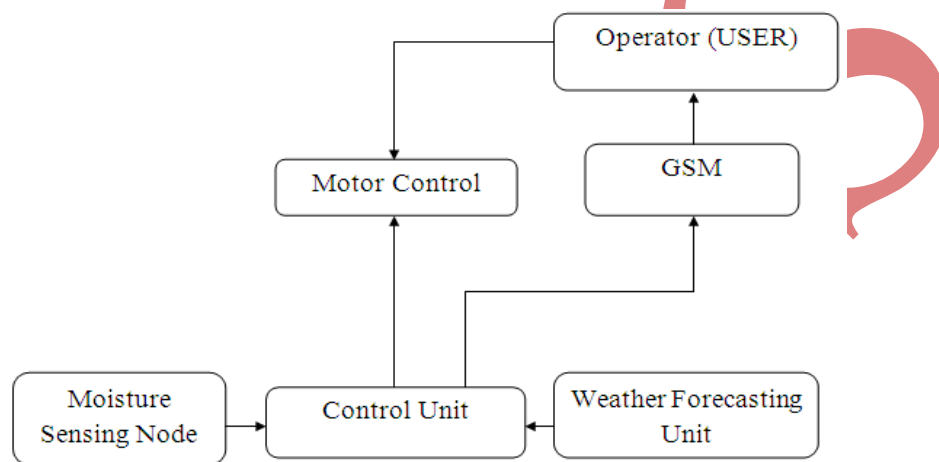 Operator (USER)
Motor Control
GSM
Moisture
Sensing Node
Control Unit
Weather Forecasting
Unit